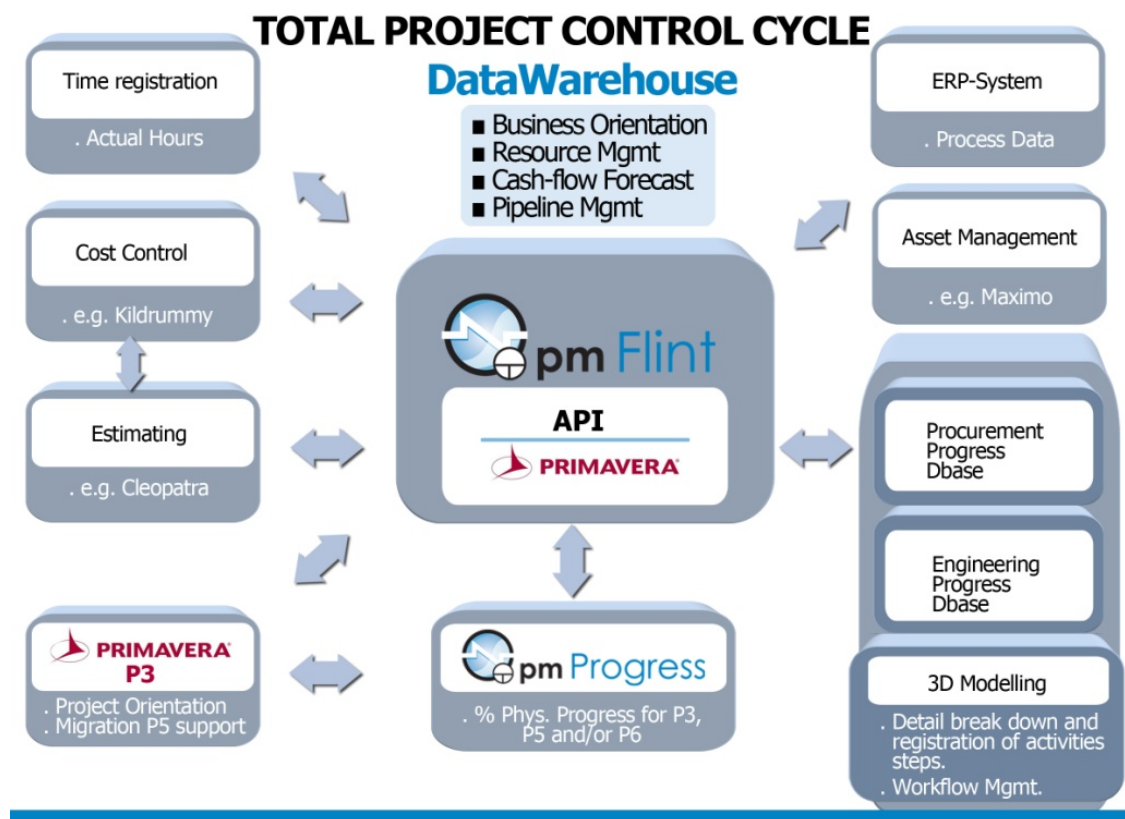 TOTAL PROJECT CONTROL CYCLE
DataWarehouse
■ Business Orientation
■ Resource Mgmt
■ Cash-flow Forecast
■ Pipeline Mgmt
Time registration
. Actual Hours
Cost Control
. e.g. Kildrummy
Estimating
. e.g. Cleopatra
PRIMAVERA
P3
. Project Orientation
. Migration P5 support
pm Flint
API
PRIMAVERA
pm Progress
. % Phys. Progress for P3,
P5 and/or P6
ERP-System
. Process Data
Asset Management
. e.g. Maximo
Procurement
Progress
Dbase
Engineering
Progress
Dbase
3D Modelling
. Detail break down and
registration of activities
steps.
. Workflow Mgmt.